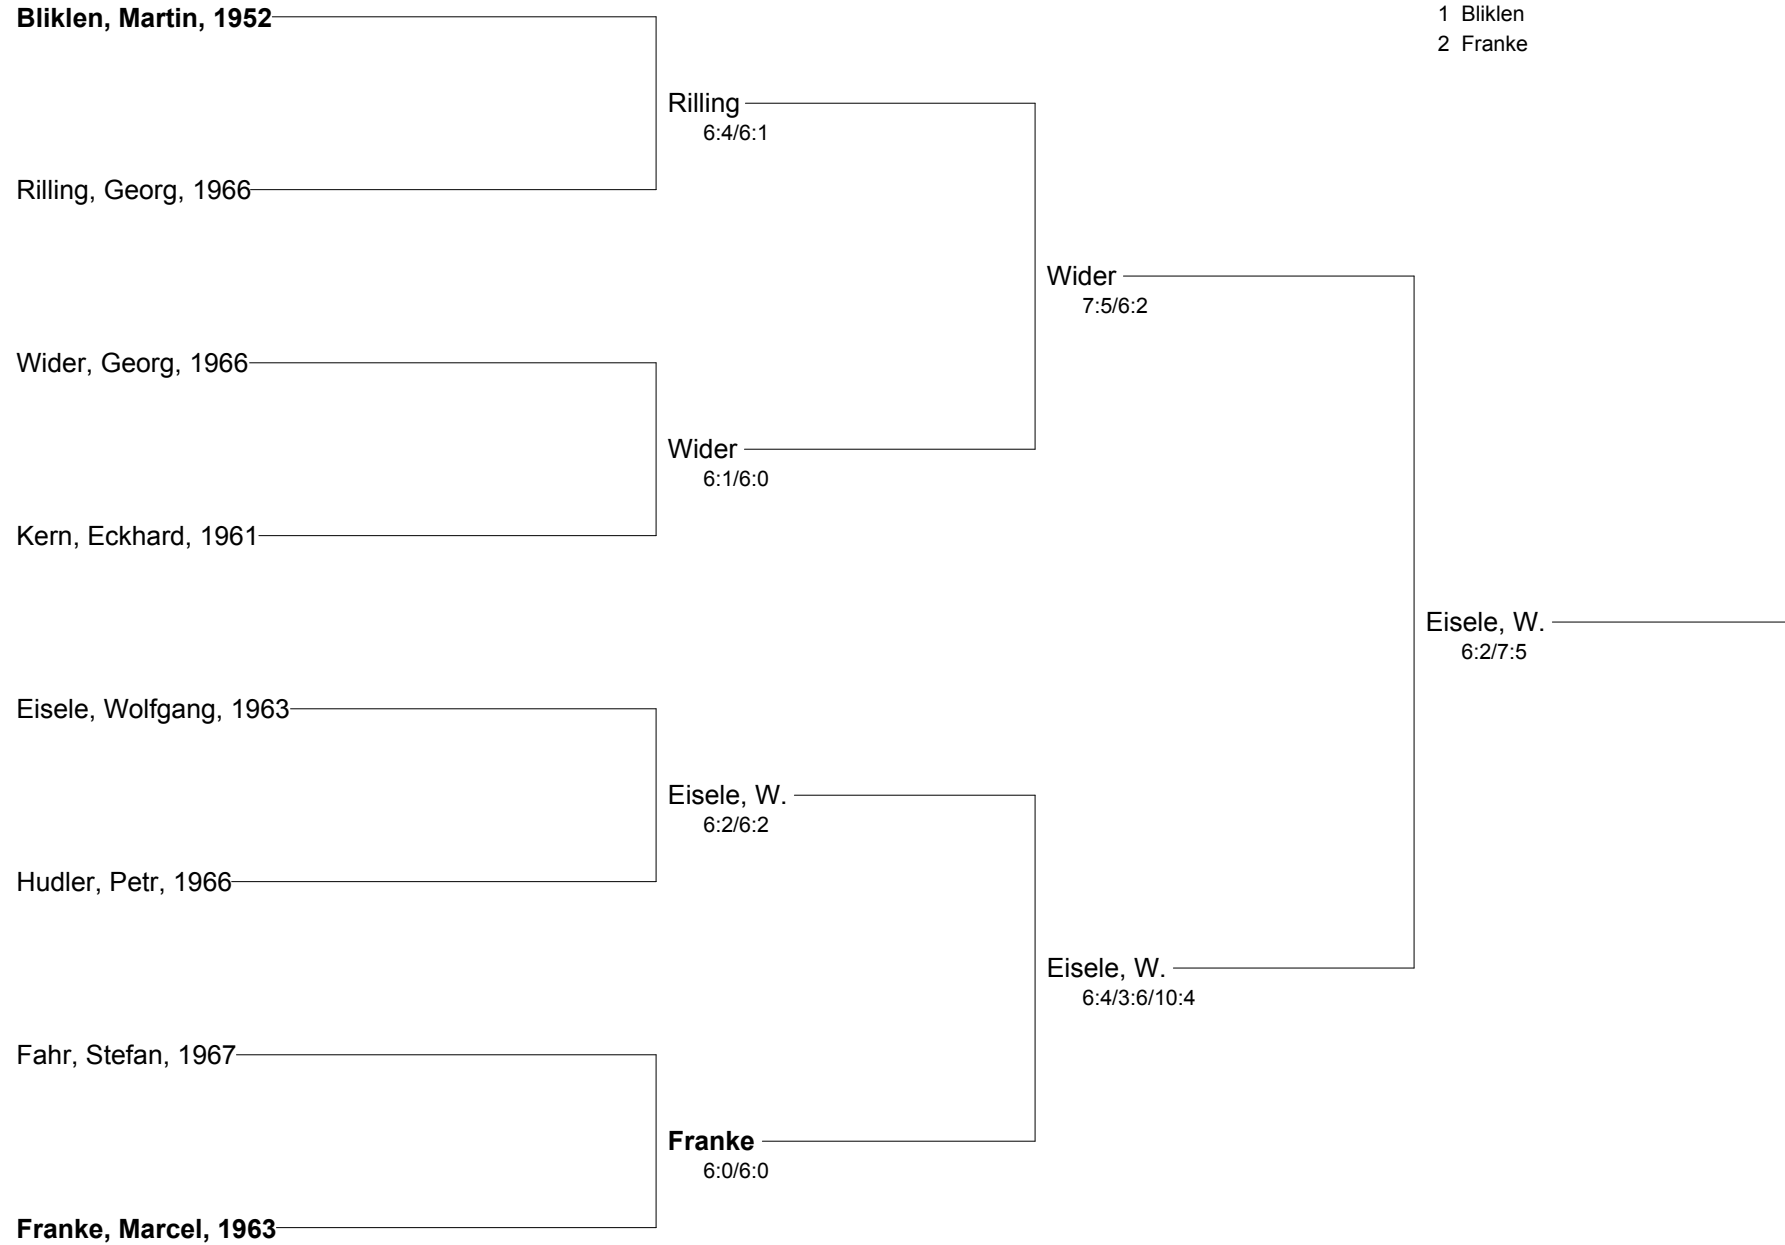 Bliklen, Martin, 1952
1 Bliklen
2 Franke
Rilling
6:4/6:1
Rilling, Georg, 1966
Wider
7:5/6:2
Wider, Georg, 1966
Wider
6:1/6:0
Kern, Eckhard, 1961
Eisele, W.
6:2/7:5
Eisele, Wolfgang, 1963
Eisele, W.
6:2/6:2
Hudler, Petr, 1966
Eisele, W.
6:4/3:6/10:4
Fahr, Stefan, 1967
Franke
6:0/6:0
Franke, Marcel, 1963